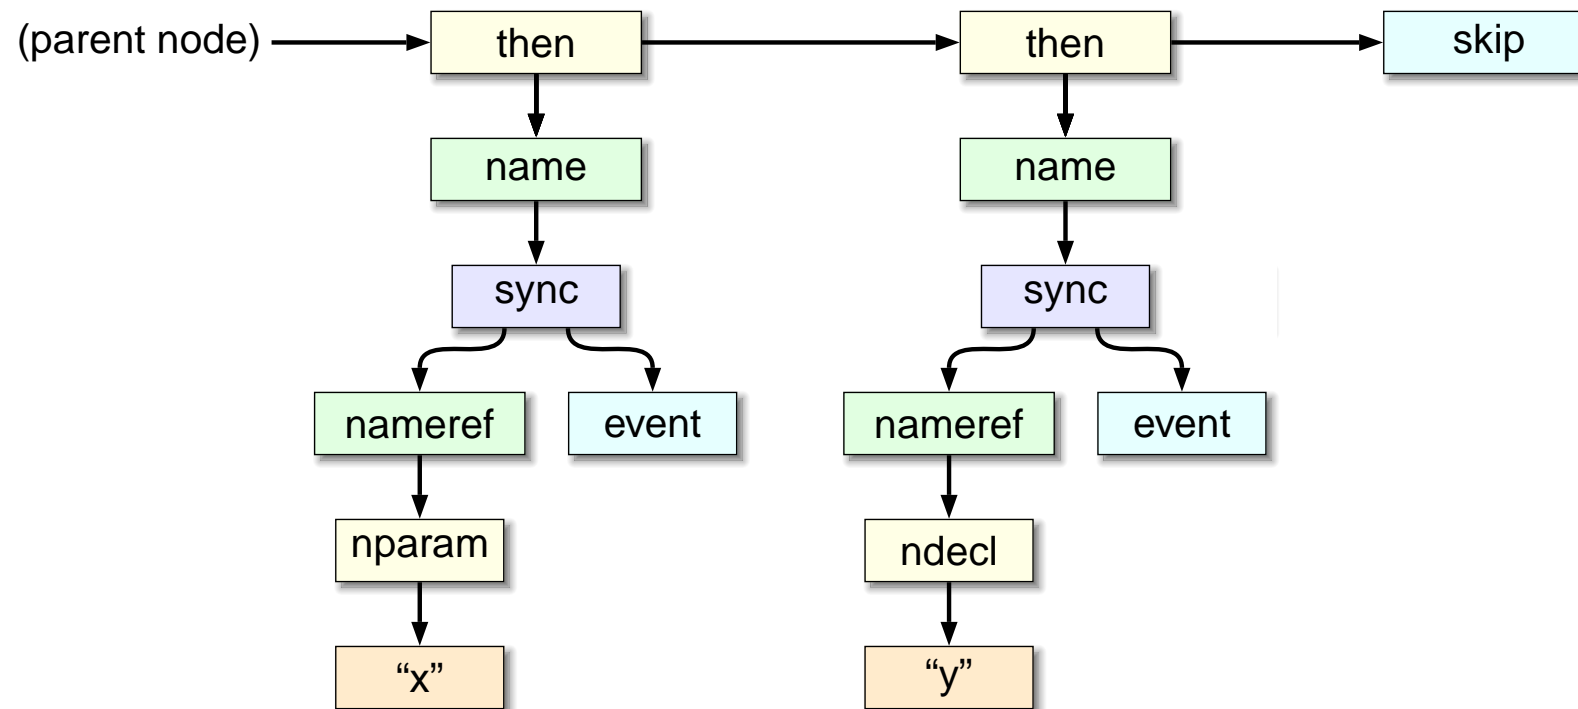 (parent node) then then skip
name name
sync sync
nameref event nameref event
nparam ndecl
“x” “y”